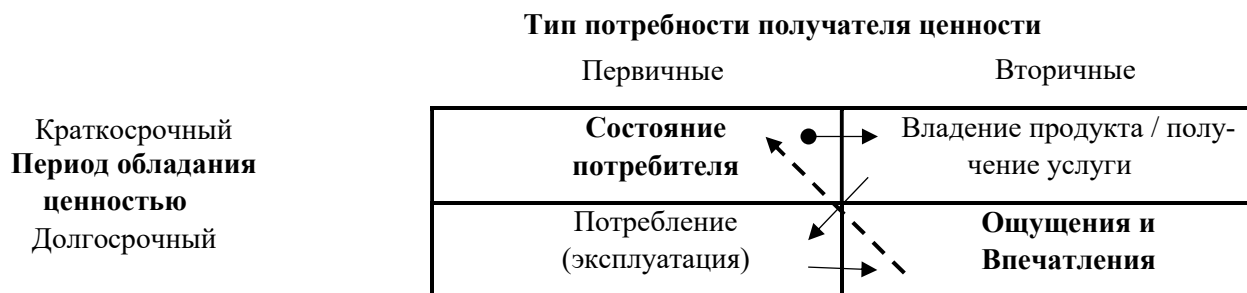 Тип потребности получателя ценности
Первичные
Вторичные
Краткосрочный
Период обладания
ценностью
Долгосрочный
Состояние
потребителя
Владение продукта / полу-
чение услуги
Потребление
(эксплуатация)
Ощущения и
Впечатления